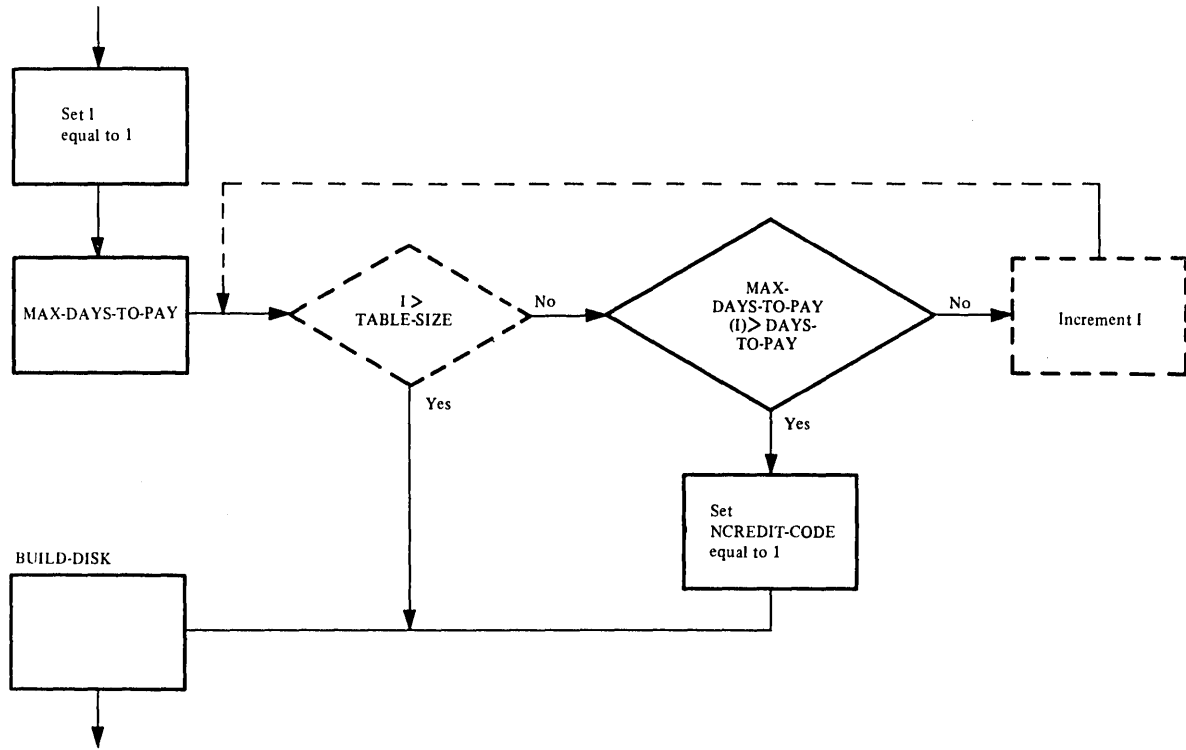 Set I
equal to 1
MAX-DAYS-TO-PAY
I >
TABLE-SIZE
No
Yes
MAX-
DAYS-TO-PAY
(I)> DAYS-
TO-PAY
No
Yes
Increment I
Set
NCREDIT-CODE
equal to 1
BUILD-DISK